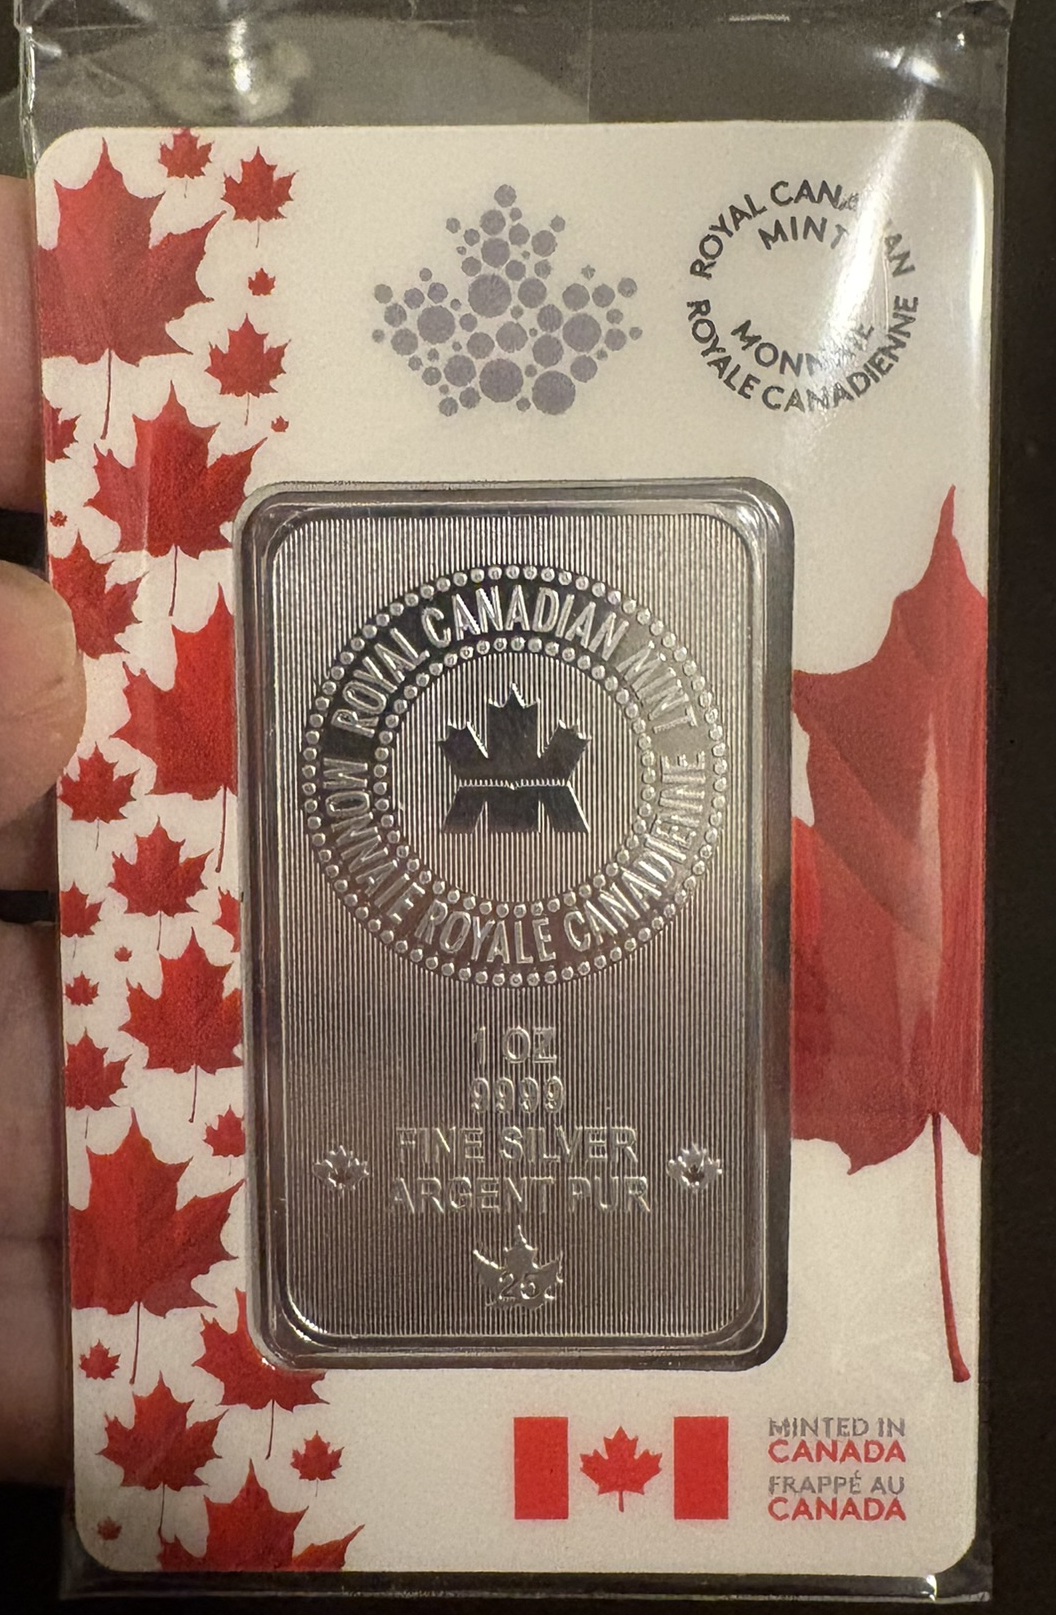 ROYAL CANADIAN
MINT
MONNAIE
ROYALE CANADIENNE
ROYAL CANADIAN MINT
MONNAIE ROYALE CANADIENNE
1 OZ
9999
FINE SILVER
ARGENT PUR
25
MINTED IN
CANADA
FRAPPÉ AU
CANADA